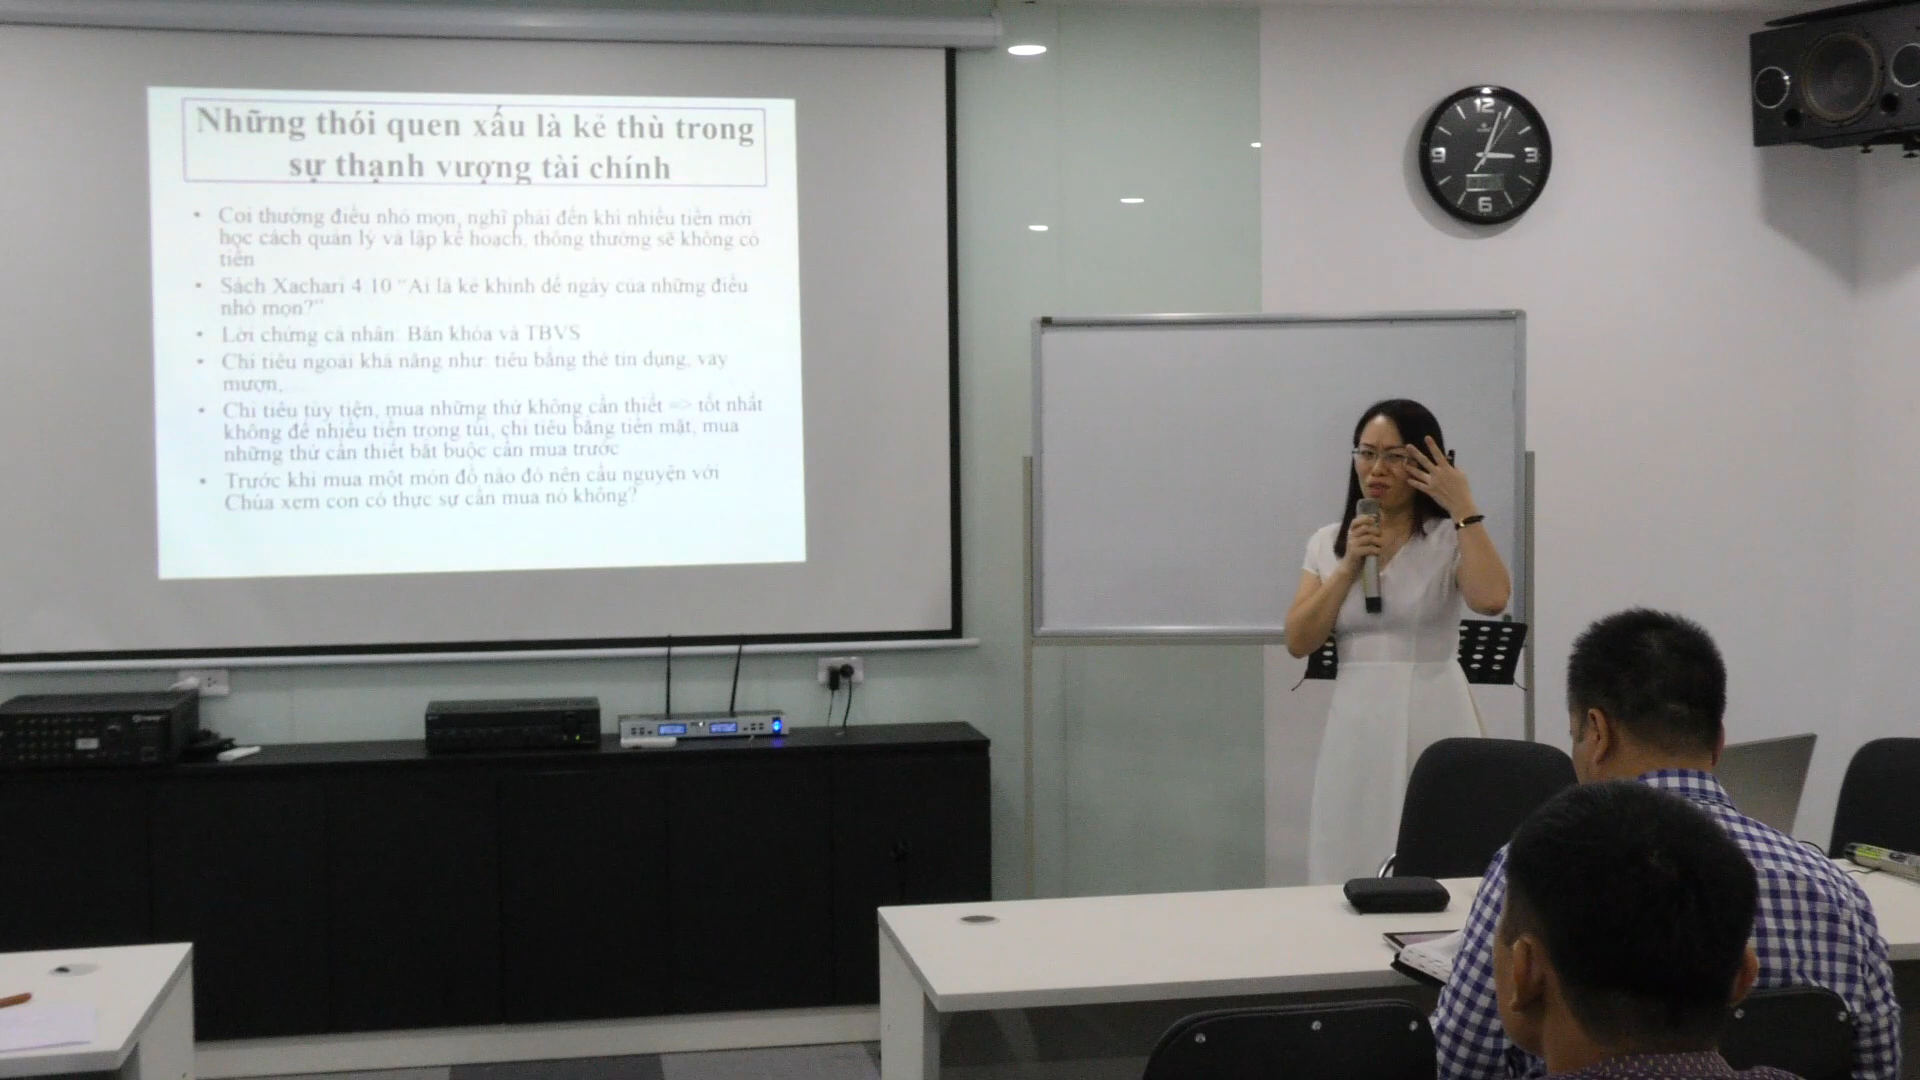 Những thói quen xấu là kẻ thù trong
sự thạnh vượng tài chính
• Coi thường điều nhỏ mọn, nghĩ phải đến khi nhiều tiền mới
học cách quản lý và lập kế hoạch, thông thường sẽ không có
tiền
• Sách Xachari 4:10 "Ai là kẻ khinh dể ngày của những điều
nhỏ mọn?"
• Lời chứng cá nhân: Bán khóa và TBVS
• Chi tiêu ngoài khả năng như: tiêu bằng thẻ tín dụng, vay
mượn,
• Chi tiêu tùy tiện, mua những thứ không cần thiết => tốt nhất
không để nhiều tiền trong túi, chi tiêu bằng tiền mặt, mua
những thứ cần thiết bắt buộc cần mua trước
• Trước khi mua một món đồ nào đó nên cầu nguyện với
Chúa xem con có thực sự cần mua nó không?
12
3
6
9